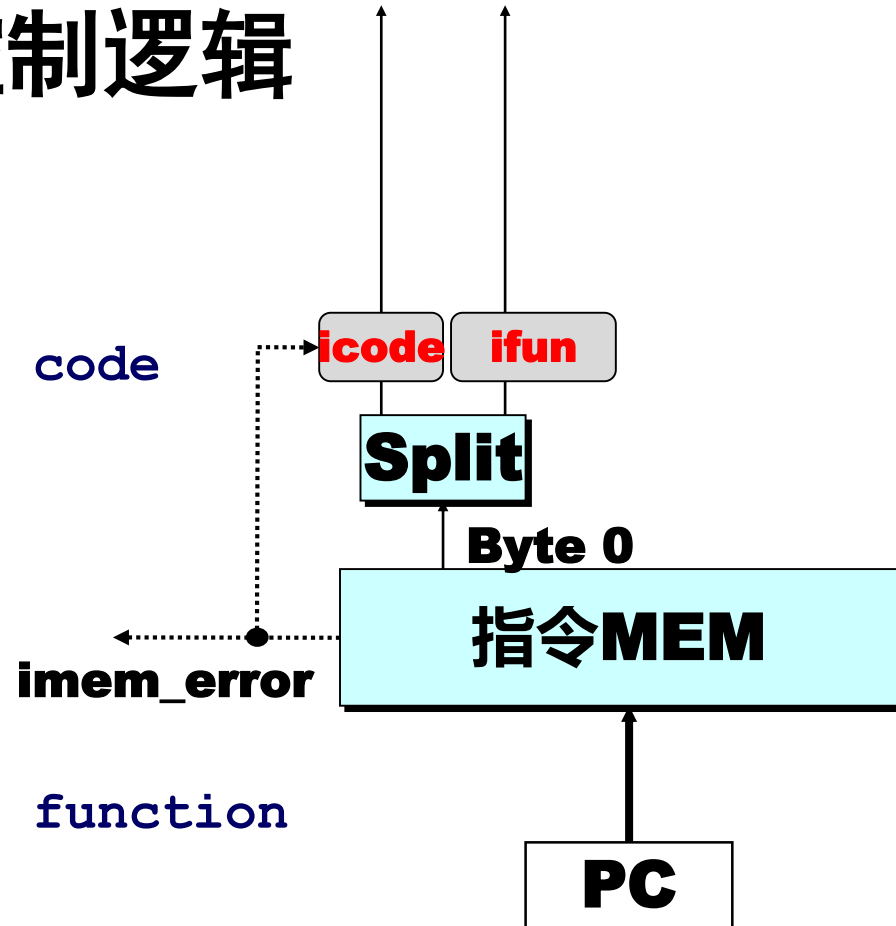 制逻辑
icode
ifun
code
Split
Byte 0
指令MEM
imem_error
function
PC